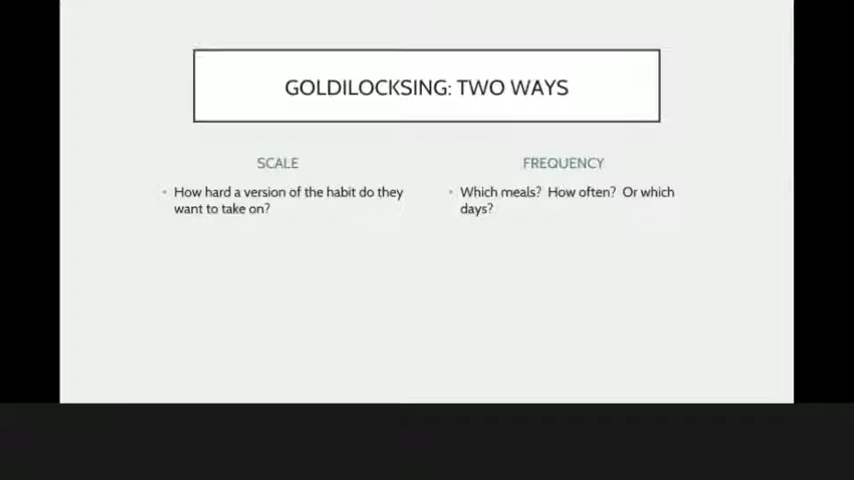 GOLDILOCKSING: TWO WAYS
SCALE
How hard a version of the habit do they
want to take on?
FREQUENCY
Which meals? How often? Or which
days?